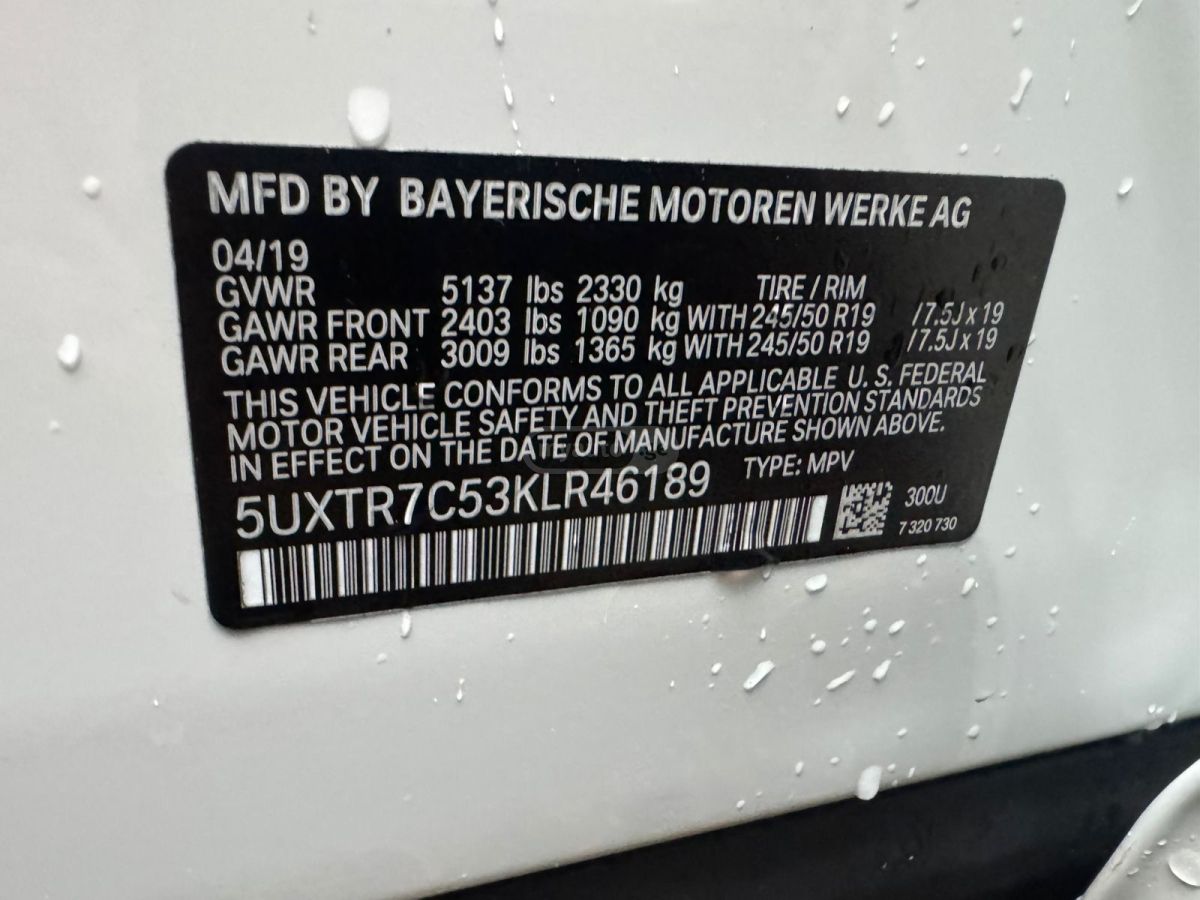 MFD BY BAYERISCHE MOTOREN WERKE AG
04/19
GVWR 5137 lbs 2330 kg TIRE / RIM
GAWR FRONT 2403 lbs 1090 kg WITH 245/50 R19 /7.5J x 19
GAWR REAR 3009 lbs 1365 kg WITH 245/50 R19 /7.5J x 19
THIS VEHICLE CONFORMS TO ALL APPLICABLE U. S. FEDERAL
MOTOR VEHICLE SAFETY AND THEFT PREVENTION STANDARDS
IN EFFECT ON THE DATE OF MANUFACTURE SHOWN ABOVE.
5UXTR7C53KLR46189 TYPE: MPV
300U
7 320 730